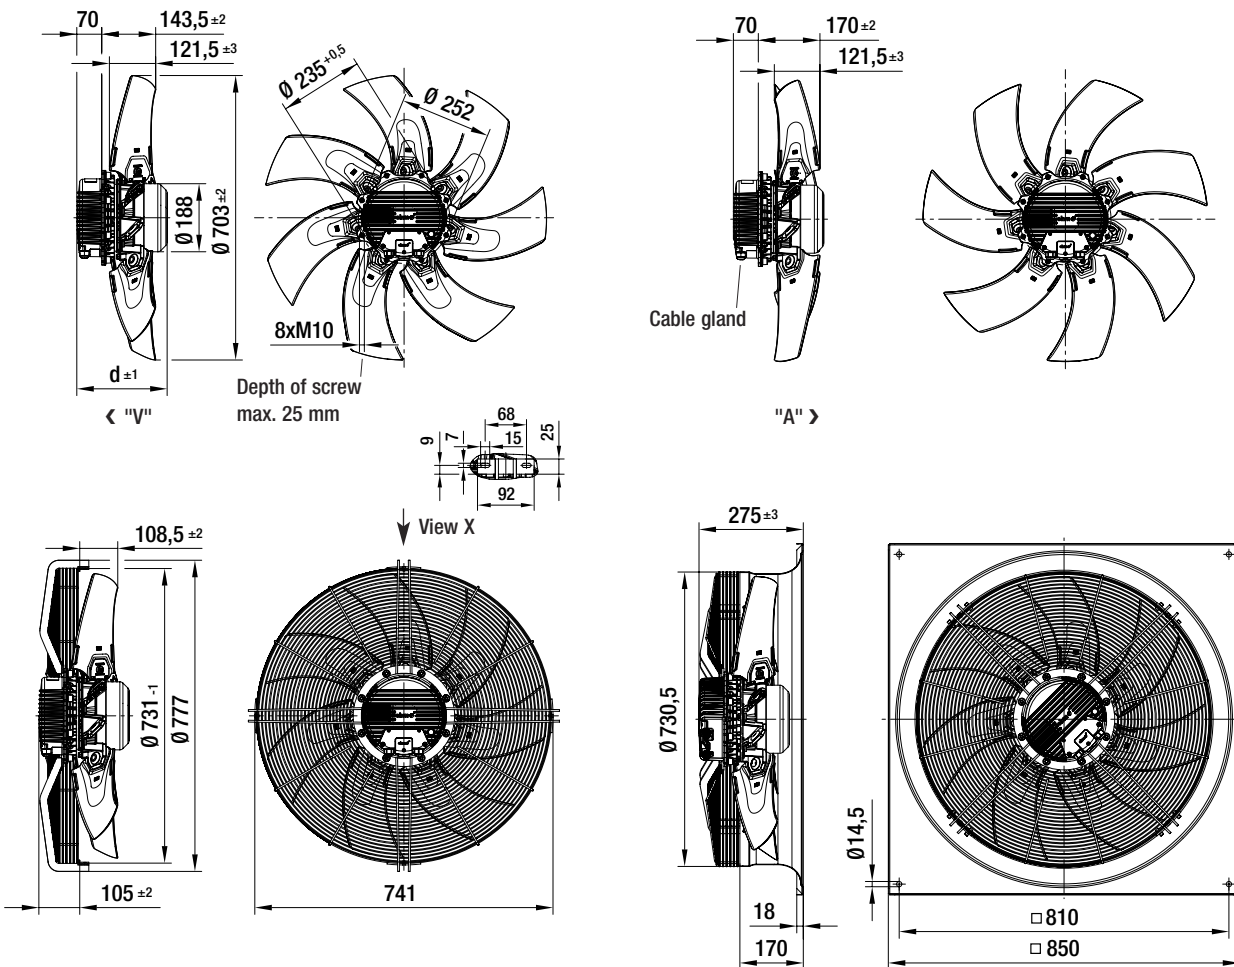 70
143,5 ±2
121,5 ±3
Ø 235 +0,5
Ø 252
Ø 188
Ø 703 ±2
8xM10
d ±1
Depth of screw
max. 25 mm
❮ "V"
70
170 ±2
121,5 ±3
Cable gland
"A" ❯
68
9
7
15
25
92
View X
108,5 ±2
Ø 731 -1
Ø 777
105 ±2
741
275 ±3
Ø 730,5
Ø 14,5
18
170
□ 810
□ 850